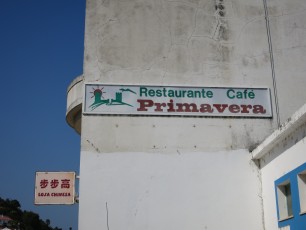 Restaurante Café
Primavera
步步高
LOJA CHINESA